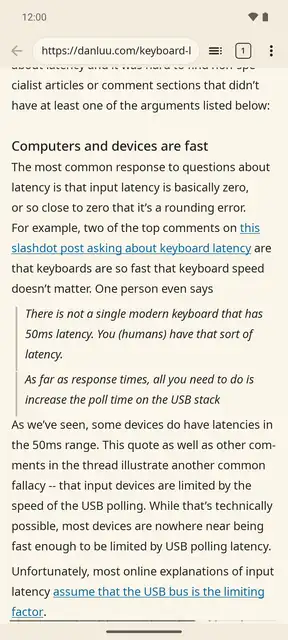 12:00
https://danluu.com/keyboard-l
1
about latency and it was hard to find non-spe-
cialist articles or comment sections that didn't
have at least one of the arguments listed below:
Computers and devices are fast
The most common response to questions about
latency is that input latency is basically zero,
or so close to zero that it's a rounding error.
For example, two of the top comments on this
slashdot post asking about keyboard latency are
that keyboards are so fast that keyboard speed
doesn't matter. One person even says
There is not a single modern keyboard that has
50ms latency. You (humans) have that sort of
latency.
As far as response times, all you need to do is
increase the poll time on the USB stack
As we've seen, some devices do have latencies in
the 50ms range. This quote as well as other com-
ments in the thread illustrate another common
fallacy -- that input devices are limited by the
speed of the USB polling. While that's technically
possible, most devices are nowhere near being
fast enough to be limited by USB polling latency.
Unfortunately, most online explanations of input
latency assume that the USB bus is the limiting
factor.